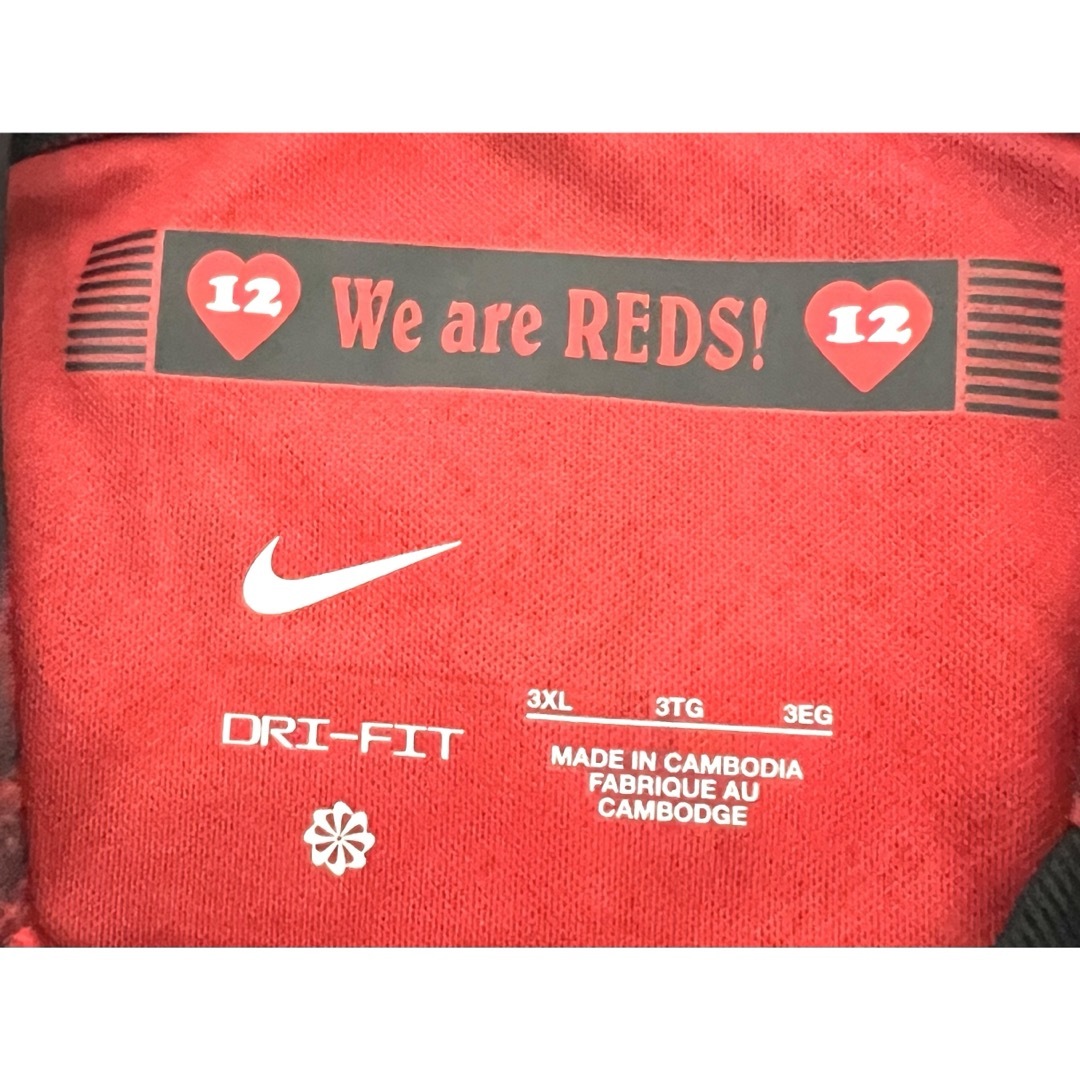 12 We are REDS! 12
DRI-FIT
3XL 3TG 3EG
MADE IN CAMBODIA
FABRIQUE AU
CAMBODGE